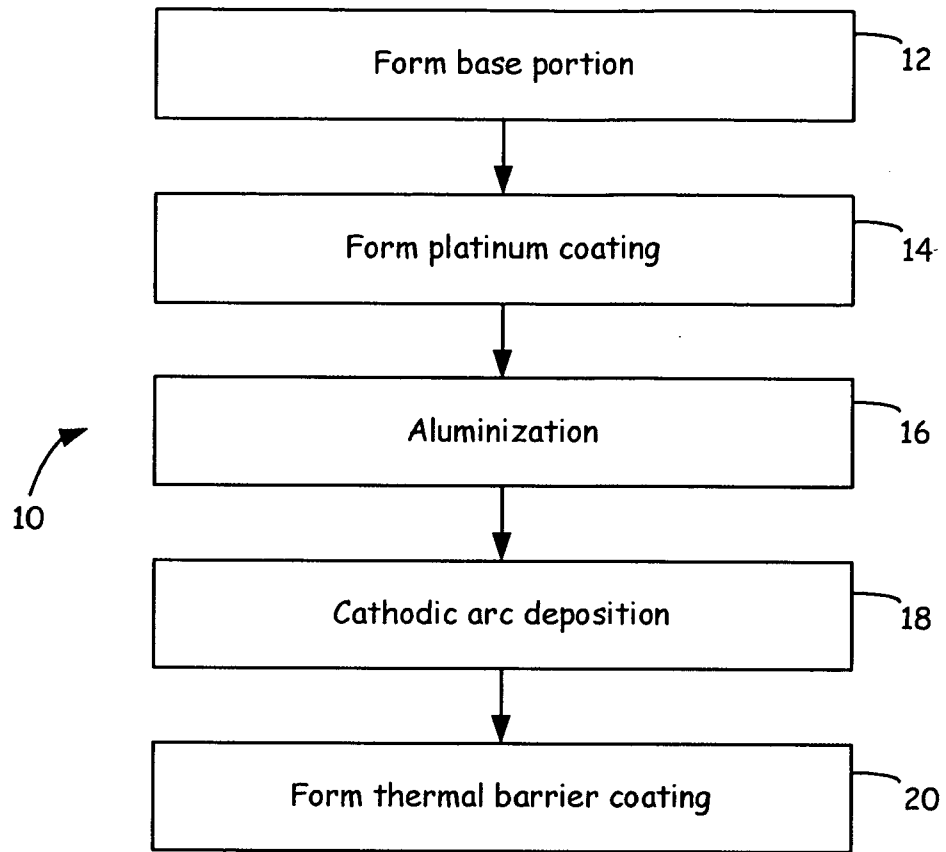 Form base portion
12
Form platinum coating
14
Aluminization
16
10
Cathodic arc deposition
18
Form thermal barrier coating
20